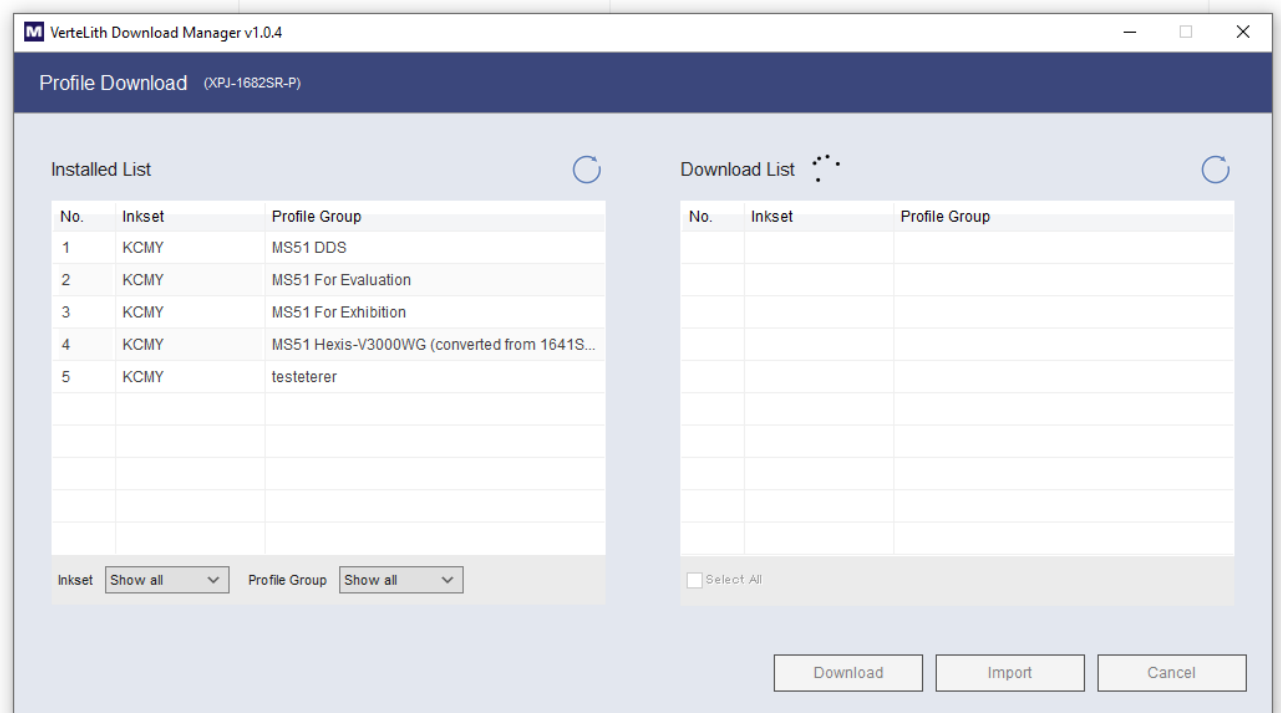 M VerteLith Download Manager v1.0.4
Profile Download (XPJ-1682SR-P)
Installed List
No. Inkset Profile Group
1 KCMY MS51 DDS
2 KCMY MS51 For Evaluation
3 KCMY MS51 For Exhibition
4 KCMY MS51 Hexis-V3000WG (converted from 1641S...
5 KCMY testeterer
Inkset Show all Profile Group Show all
Download List
No. Inkset Profile Group
Select All
Download Import Cancel